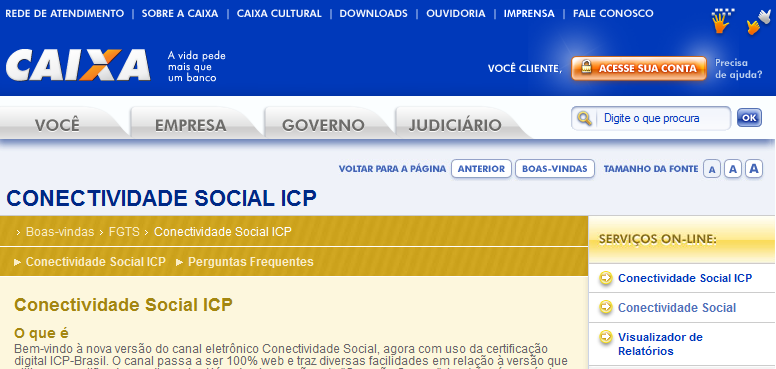 REDE DE ATENDIMENTO | SOBRE A CAIXA | CAIXA CULTURAL | DOWNLOADS | OUVIDORIA | IMPRENSA | FALE CONOSCO
CAIXA
A vida pede
mais que
um banco
VOCÊ CLIENTE,
ACESSE SUA CONTA
Precisa
de ajuda?
VOCÊ
EMPRESA
GOVERNO
JUDICIÁRIO
Digite o que procura
OK
VOLTAR PARA A PÁGINA
ANTERIOR
BOAS-VINDAS
TAMANHO DA FONTE
A
A
A
CONECTIVIDADE SOCIAL ICP
Boas-vindas
FGTS
Conectividade Social ICP
Conectividade Social ICP
Perguntas Frequentes
SERVIÇOS ON-LINE:
Conectividade Social ICP
Conectividade Social
Visualizador de
Relatórios
Conectividade Social ICP
O que é
Bem-vindo à nova versão do canal eletrônico Conectividade Social, agora com uso da certificação
digital ICP-Brasil. O canal passa a ser 100% web e traz diversas facilidades em relação à versão que